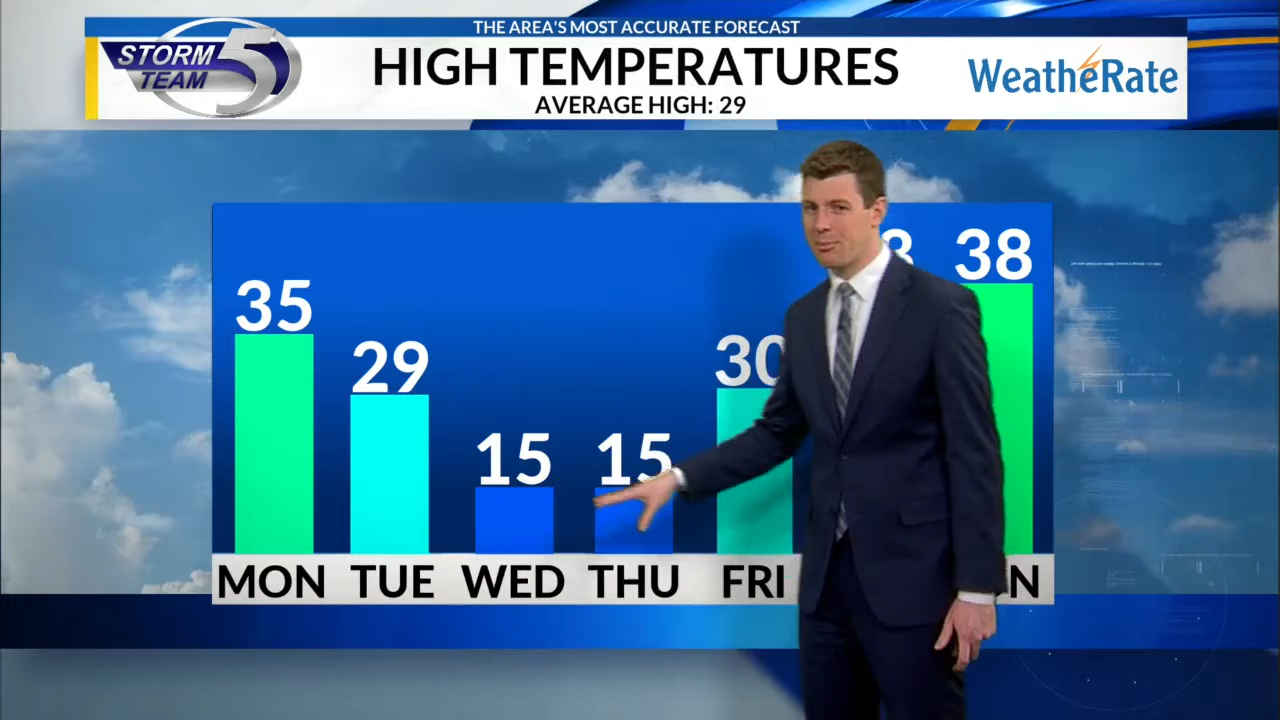 THE AREA'S MOST ACCURATE FORECAST
STORM TEAM 5
HIGH TEMPERATURES
WeatheRate
AVERAGE HIGH: 29
35 29 15 15 30 38
MON TUE WED THU FRI